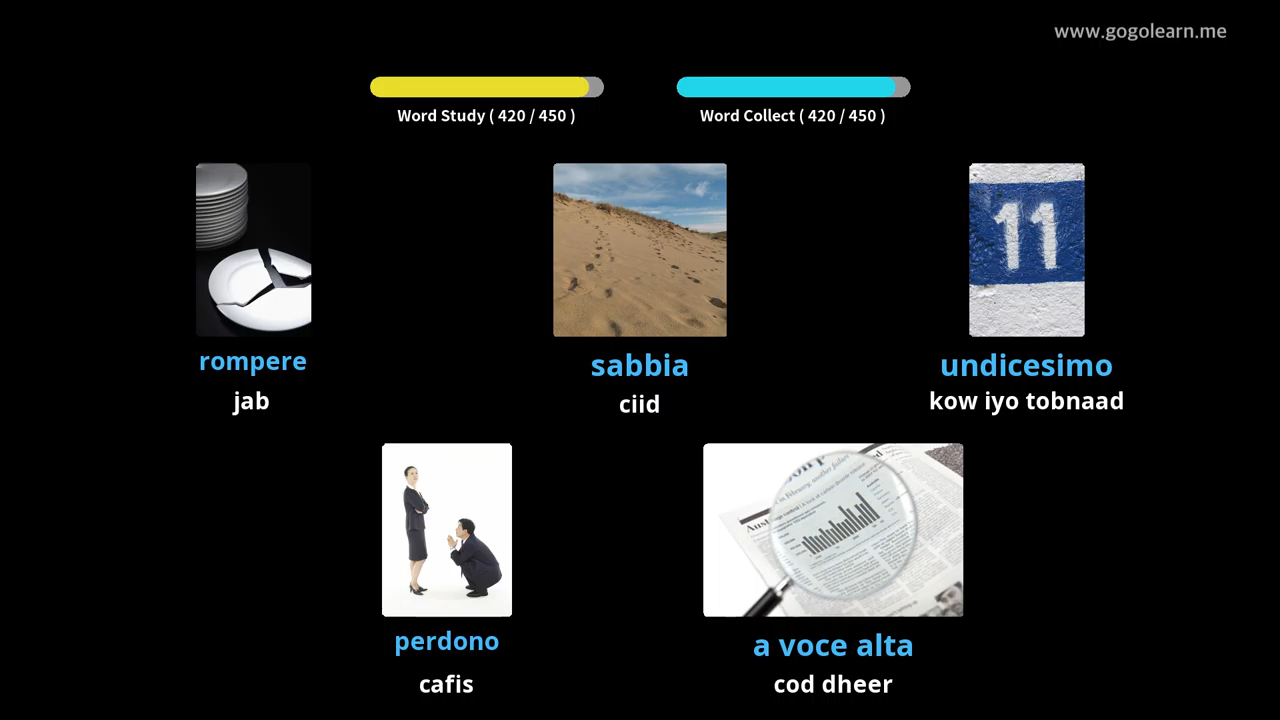 www.gogolearn.me
Word Study ( 420 / 450 )
Word Collect ( 420 / 450 )
11
rompere
jab
sabbia
ciid
undicesimo
kow iyo tobnaad
perdono
cafis
a voce alta
cod dheer